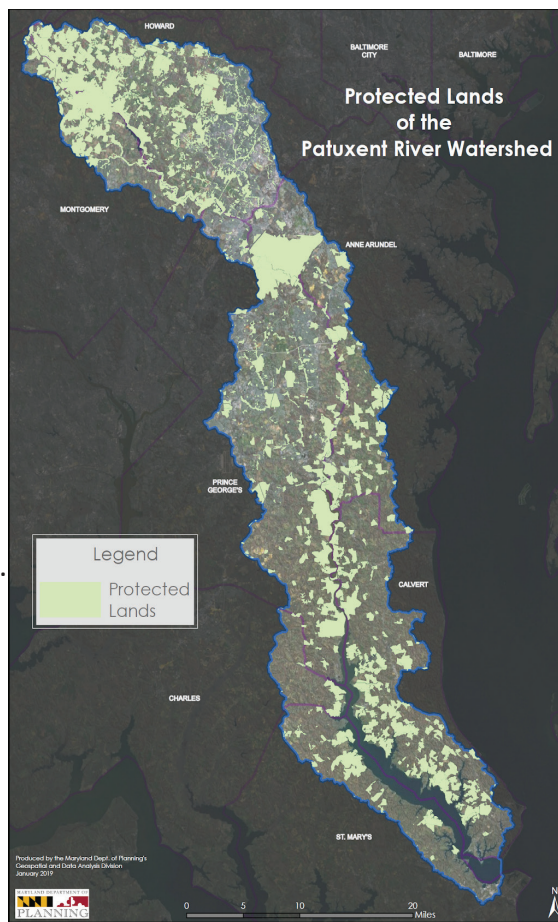 HOWARD
BALTIMORE
CITY
BALTIMORE
Protected Lands
of the
Patuxent River Watershed
MONTGOMERY
ANNE ARUNDEL
PRINCE
GEORGE'S
Legend
Protected
Lands
CALVERT
CHARLES
ST. MARY'S
Produced by the Maryland Dept. of Planning's
Geospatial and Data Analysis Division
January 2019
MARYLAND DEPARTMENT OF
PLANNING
0 5 10 20
Miles
N